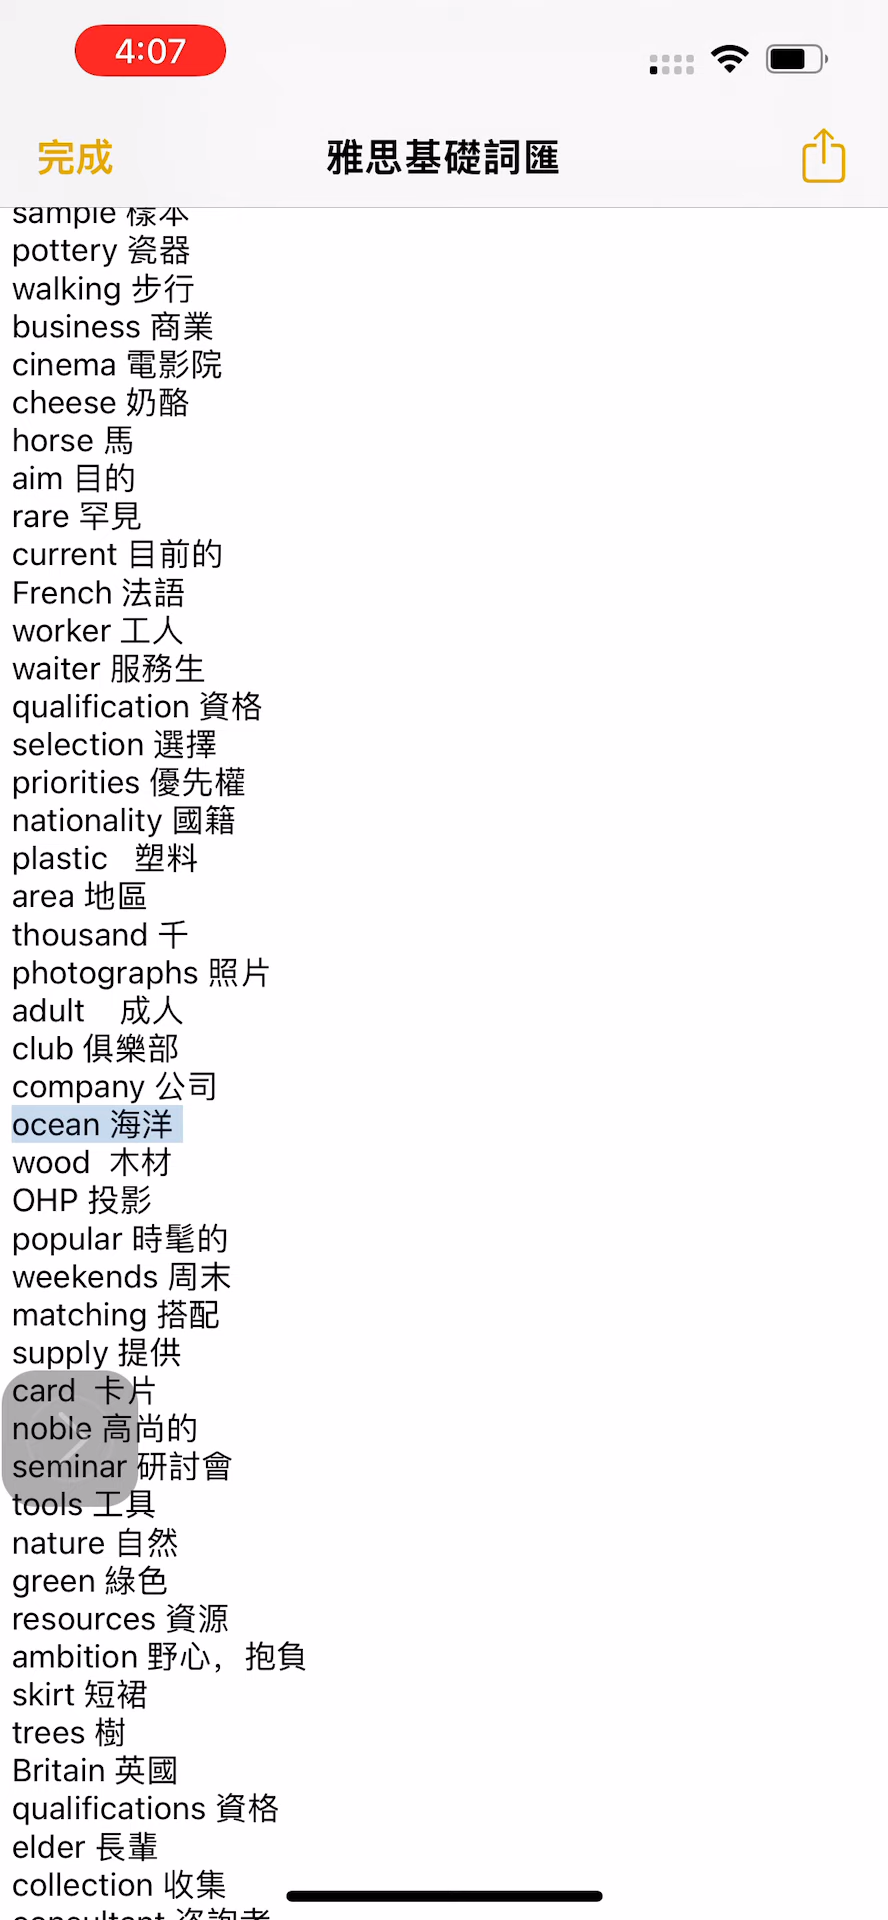 4:07
完成
雅思基礎詞匯
sample 樣本
pottery 瓷器
walking 步行
business 商業
cinema 電影院
cheese 奶酪
horse 馬
aim 目的
rare 罕見
current 目前的
French 法語
worker 工人
waiter 服務生
qualification 資格
selection 選擇
priorities 優先權
nationality 國籍
plastic 塑料
area 地區
thousand 千
photographs 照片
adult 成人
club 俱樂部
company 公司
ocean 海洋
wood 木材
OHP 投影
popular 時髦的
weekends 周末
matching 搭配
supply 提供
card 卡片
noble 高尚的
seminar 研討會
tools 工具
nature 自然
green 綠色
resources 資源
ambition 野心，抱負
skirt 短裙
trees 樹
Britain 英國
qualifications 資格
elder 長輩
collection 收集
consultant 咨詢者